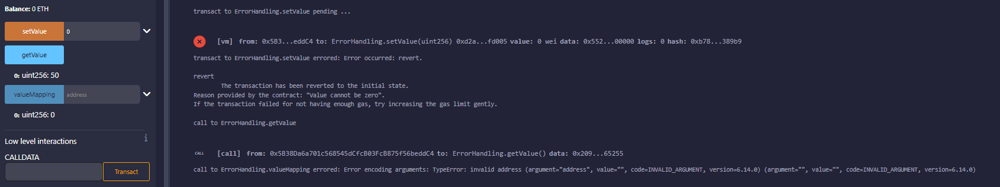 Balance: 0 ETH
setValue 0
getValue
0: uint256: 50
valueMapping address
0: uint256: 0
Low level interactions i
CALLDATA
Transact
transact to ErrorHandling.setValue pending ...
[vm] from: 0x5B3...eddC4 to: ErrorHandling.setValue(uint256) 0xd2a...fd005 value: 0 wei data: 0x552...00000 logs: 0 hash: 0xb78...389b9
transact to ErrorHandling.setValue errored: Error occurred: revert.
revert
The transaction has been reverted to the initial state.
Reason provided by the contract: "Value cannot be zero".
If the transaction failed for not having enough gas, try increasing the gas limit gently.
call to ErrorHandling.getValue
CALL [call] from: 0x5B38Da6a701c568545dCfcB03FcB875f56beddC4 to: ErrorHandling.getValue() data: 0x209...65255
call to ErrorHandling.valueMapping errored: Error encoding arguments: TypeError: invalid address (argument="address", value="", code=INVALID_ARGUMENT, version=6.14.0) (argument="", value="", code=INVALID_ARGUMENT, version=6.14.0)